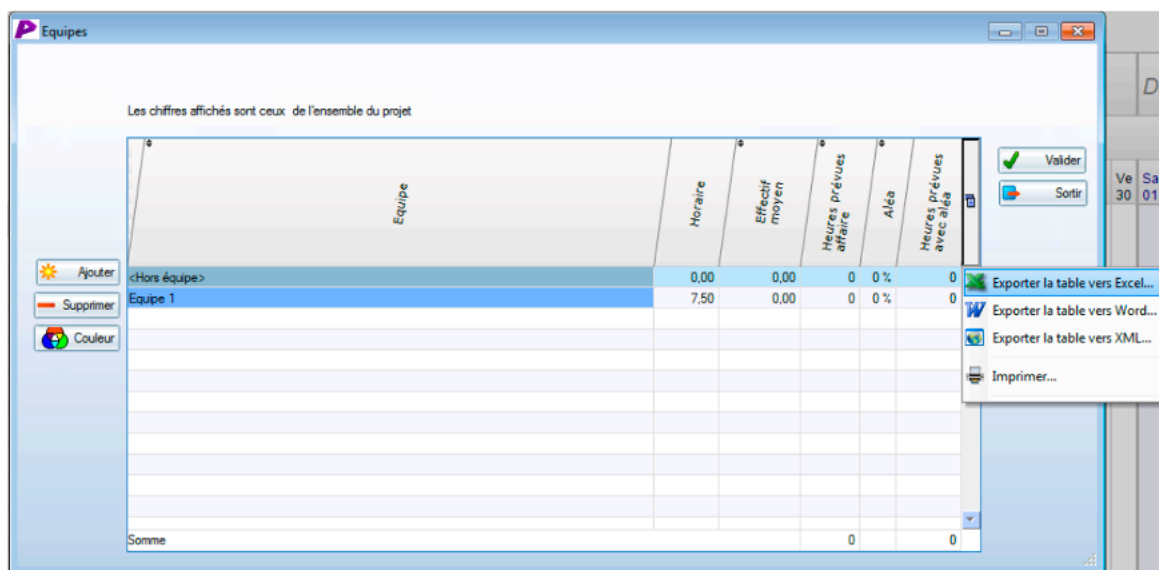 Equipes
Les chiffres affichés sont ceux de l'ensemble du projet
Equipe
Horaire
Effectif
moyen
Heures prévues
affaire
Aléa
Heures prévues
avec aléa
Valider
Sortir
Ve
30
Sa
01
D
Ajouter
Supprimer
Couleur
<Hors équipe> 0,00 0,00 0 0 % 0
Equipe 1 7,50 0,00 0 0 % 0
Exporter la table vers Excel...
Exporter la table vers Word...
Exporter la table vers XML...
Imprimer...
Somme 0 0